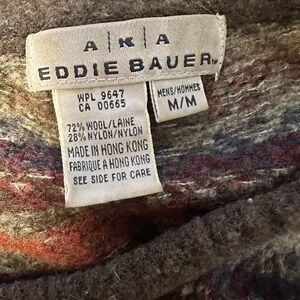 A|K|A
EDDIE BAUER™
WPL 9647
CA 00665
72% WOOL/LAINE
28% NYLON/NYLON
MADE IN HONG KONG
FABRIQUE A HONG KONG
SEE SIDE FOR CARE
MENS/HOMMES
M/M